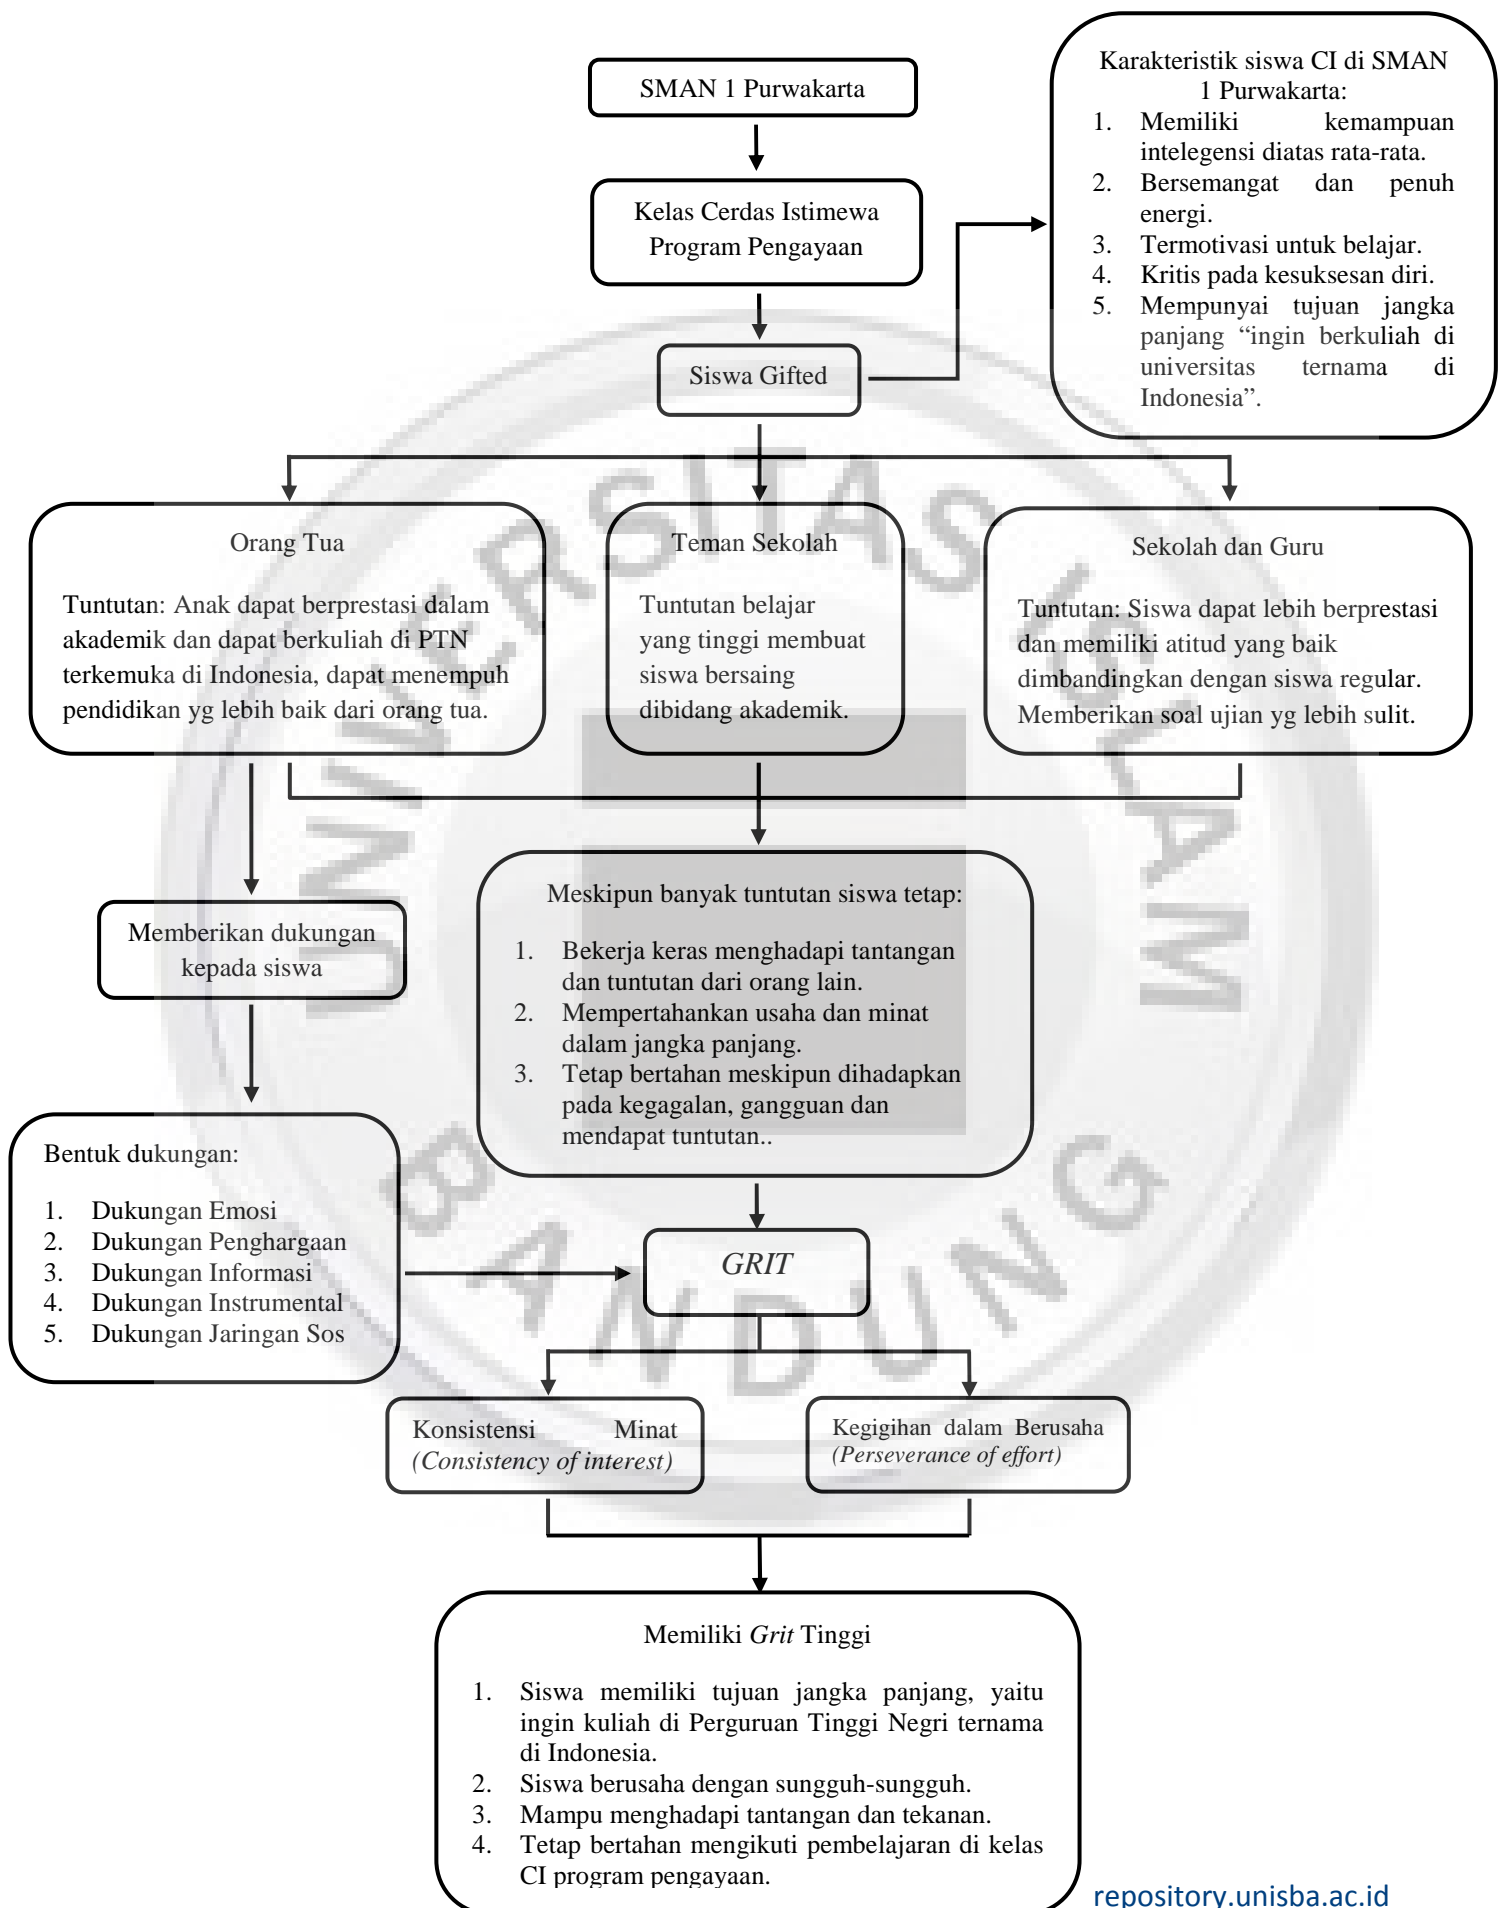 SMAN 1 Purwakarta
Karakteristik siswa CI di SMAN
1 Purwakarta:
1. Memiliki kemampuan
intelegensi diatas rata-rata.
2. Bersemangat dan penuh
energi.
3. Termotivasi untuk belajar.
4. Kritis pada kesuksesan diri.
5. Mempunyai tujuan jangka
panjang “ingin berkuliah di
universitas ternama di
Indonesia”.
Kelas Cerdas Istimewa
Program Pengayaan
Siswa Gifted
Orang Tua
Tuntutan: Anak dapat berprestasi dalam
akademik dan dapat berkuliah di PTN
terkemuka di Indonesia, dapat menempuh
pendidikan yg lebih baik dari orang tua.
Teman Sekolah
Tuntutan belajar
yang tinggi membuat
siswa bersaing
dibidang akademik.
Sekolah dan Guru
Tuntutan: Siswa dapat lebih berprestasi
dan memiliki atitud yang baik
dimbandingkan dengan siswa regular.
Memberikan soal ujian yg lebih sulit.
Memberikan dukungan
kepada siswa
Meskipun banyak tuntutan siswa tetap:
1. Bekerja keras menghadapi tantangan
dan tuntutan dari orang lain.
2. Mempertahankan usaha dan minat
dalam jangka panjang.
3. Tetap bertahan meskipun dihadapkan
pada kegagalan, gangguan dan
mendapat tuntutan..
Bentuk dukungan:
1. Dukungan Emosi
2. Dukungan Penghargaan
3. Dukungan Informasi
4. Dukungan Instrumental
5. Dukungan Jaringan Sos
GRIT
Konsistensi Minat
(Consistency of interest)
Kegigihan dalam Berusaha
(Perseverance of effort)
Memiliki Grit Tinggi
1. Siswa memiliki tujuan jangka panjang, yaitu
ingin kuliah di Perguruan Tinggi Negri ternama
di Indonesia.
2. Siswa berusaha dengan sungguh-sungguh.
3. Mampu menghadapi tantangan dan tekanan.
4. Tetap bertahan mengikuti pembelajaran di kelas
CI program pengayaan.
UNIVERSITAS ISLAM
BANDUNG
repository.unisba.ac.id